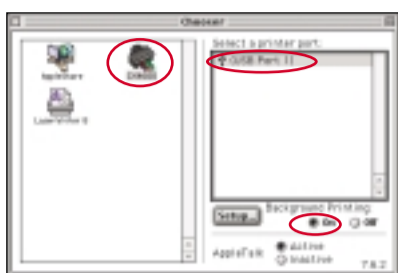 Chooser
Select a printer port:
AppleShare
(USB Port 1)
LaserWriter 8
Setup...
Background Printing:
On Off
AppleTalk
Active
Inactive
7.6.2